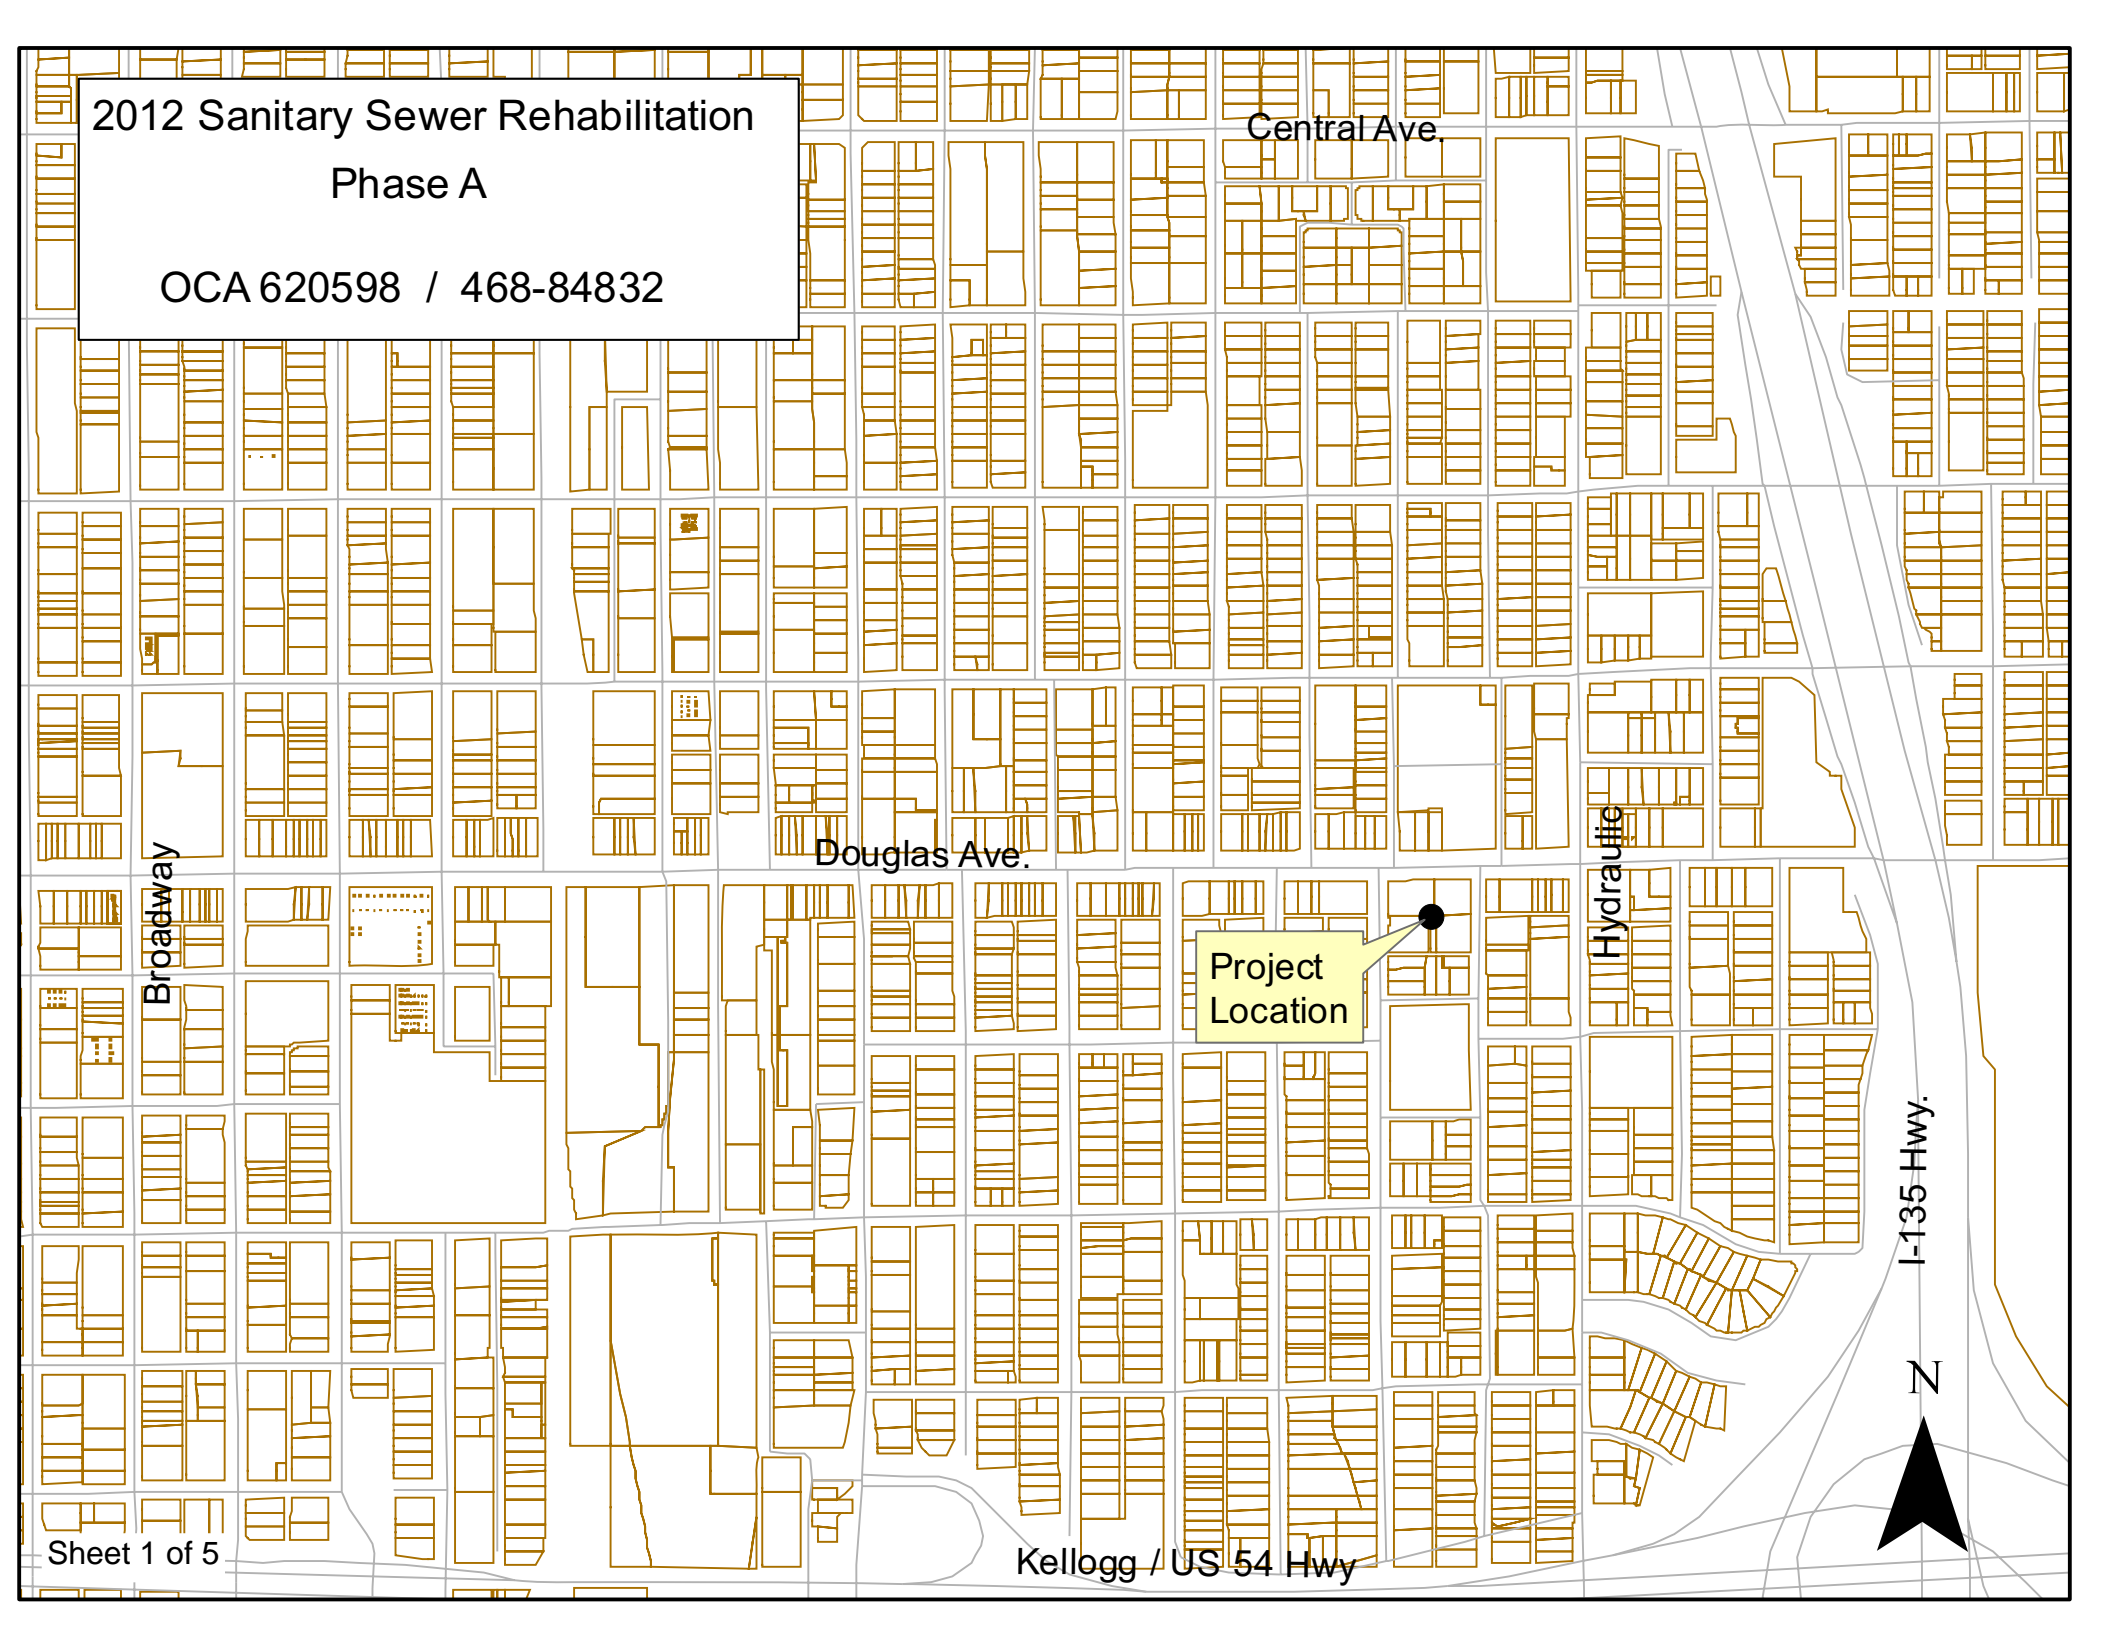 2012 Sanitary Sewer Rehabilitation
Phase A
OCA 620598 / 468-84832
Central Ave.
Douglas Ave.
Broadway
Hydraulic
Project
Location
I-135 Hwy.
N
Kellogg / US 54 Hwy
Sheet 1 of 5